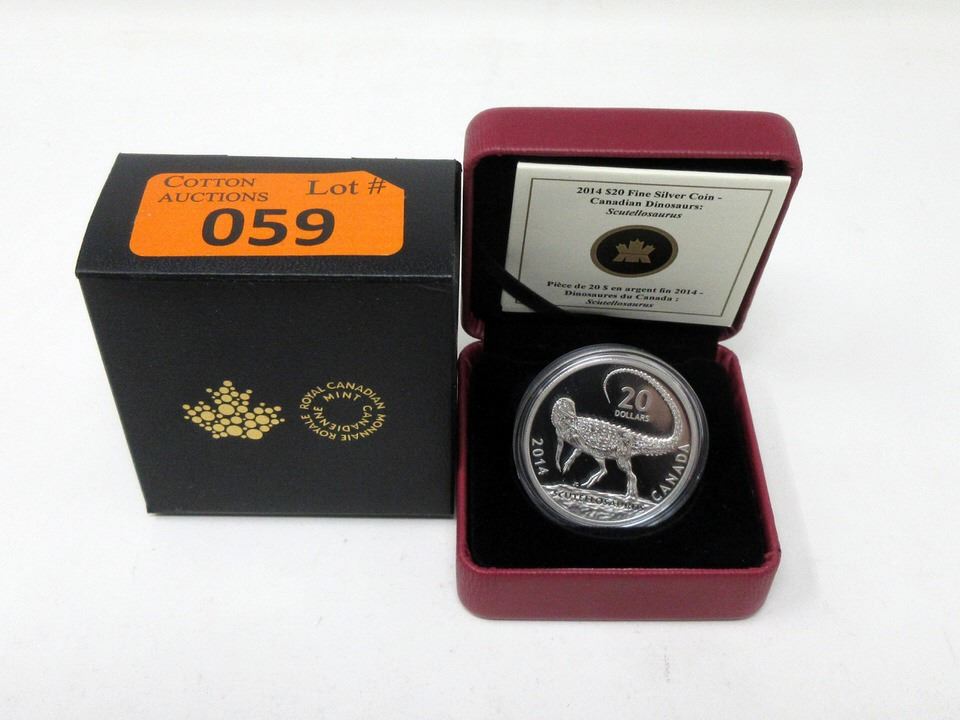 COTTON AUCTIONS
Lot #
059
ROYAL CANADIAN MINT
MONNAIE ROYALE CANADIENNE
2014 $20 Fine Silver Coin -
Canadian Dinosaurs:
Scutellosaurus
Pièce de 20 $ en argent fin 2014 -
Dinosaures du Canada :
Scutellosaurus
20
DOLLARS
2014
CANADA
SCUTELLOSAURUS